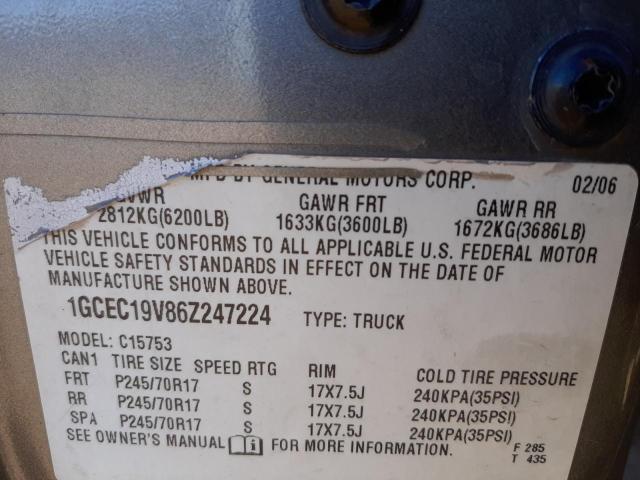 MFD BY GENERAL MOTORS CORP. 02/06
GVWR GAWR FRT GAWR RR
2812KG(6200LB) 1633KG(3600LB) 1672KG(3686LB)
THIS VEHICLE CONFORMS TO ALL APPLICABLE U.S. FEDERAL MOTOR
VEHICLE SAFETY STANDARDS IN EFFECT ON THE DATE OF
MANUFACTURE SHOWN ABOVE.
1GCEC19V86Z247224 TYPE: TRUCK
MODEL: C15753
CAN1 TIRE SIZE SPEED RTG RIM COLD TIRE PRESSURE
FRT P245/70R17 S 17X7.5J 240KPA(35PSI)
RR P245/70R17 S 17X7.5J 240KPA(35PSI)
SPA P245/70R17 S 17X7.5J 240KPA(35PSI)
SEE OWNER'S MANUAL FOR MORE INFORMATION.
F 285
T 435